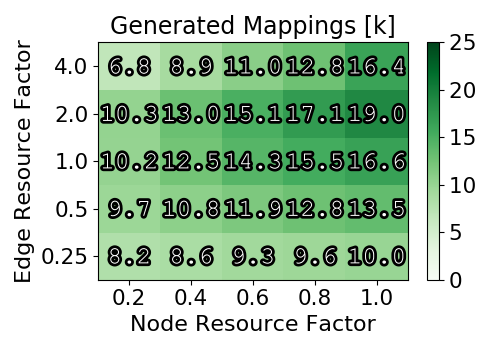 Generated Mappings [k]
Edge Resource Factor
4.0 6.8 8.9 11.0 12.8 16.4
2.0 10.3 13.0 15.1 17.1 19.0
1.0 10.2 12.5 14.3 15.5 16.6
0.5 9.7 10.8 11.9 12.8 13.5
0.25 8.2 8.6 9.3 9.6 10.0
0.2 0.4 0.6 0.8 1.0
Node Resource Factor
25
20
15
10
5
0